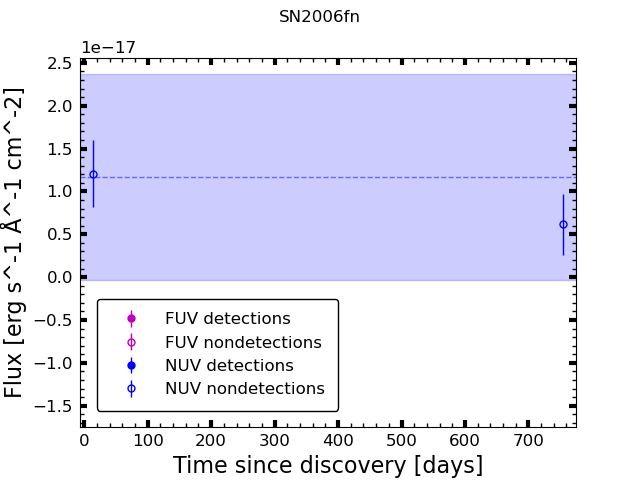 SN2006fn
1e−17
2.5
2.0
1.5
1.0
0.5
0.0
−0.5
−1.0
−1.5
Flux [erg s^-1 Å^-1 cm^-2]
FUV detections
FUV nondetections
NUV detections
NUV nondetections
0 100 200 300 400 500 600 700
Time since discovery [days]